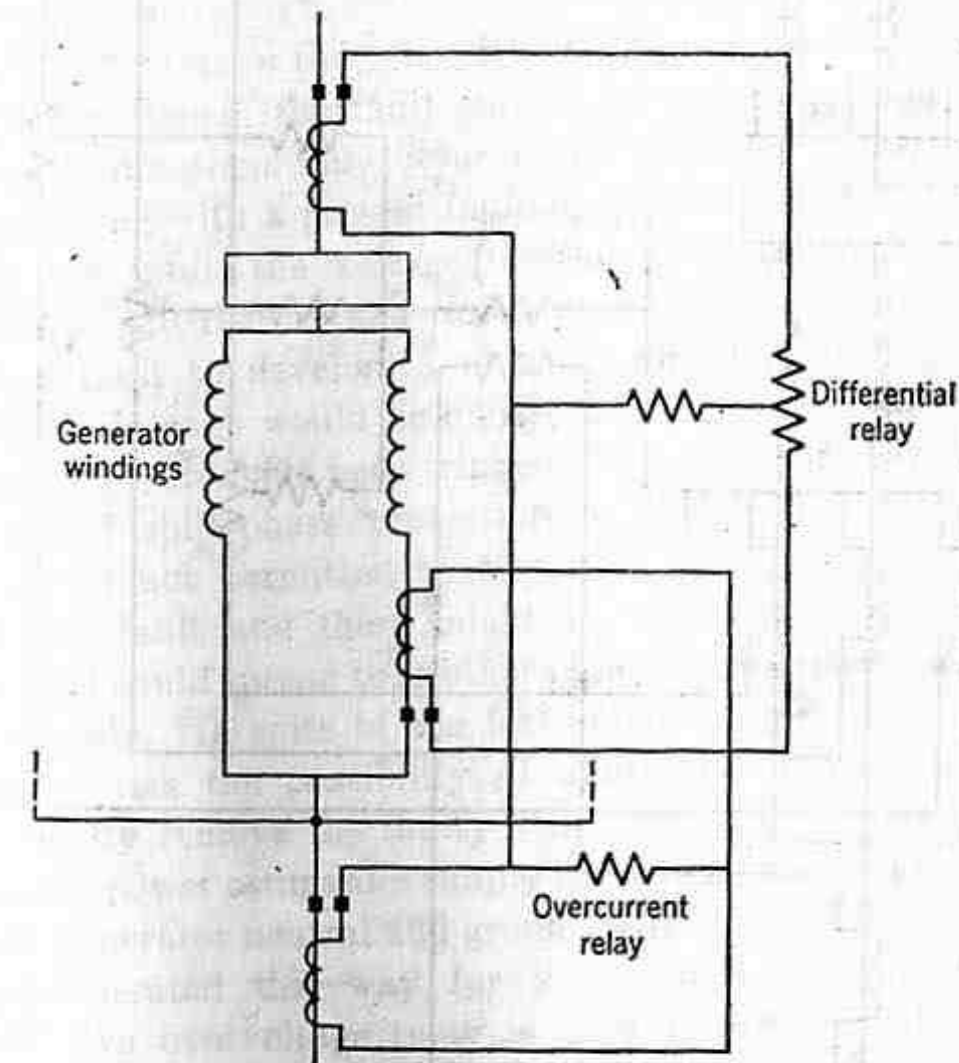 Differential
relay
Generator
windings
Overcurrent
relay